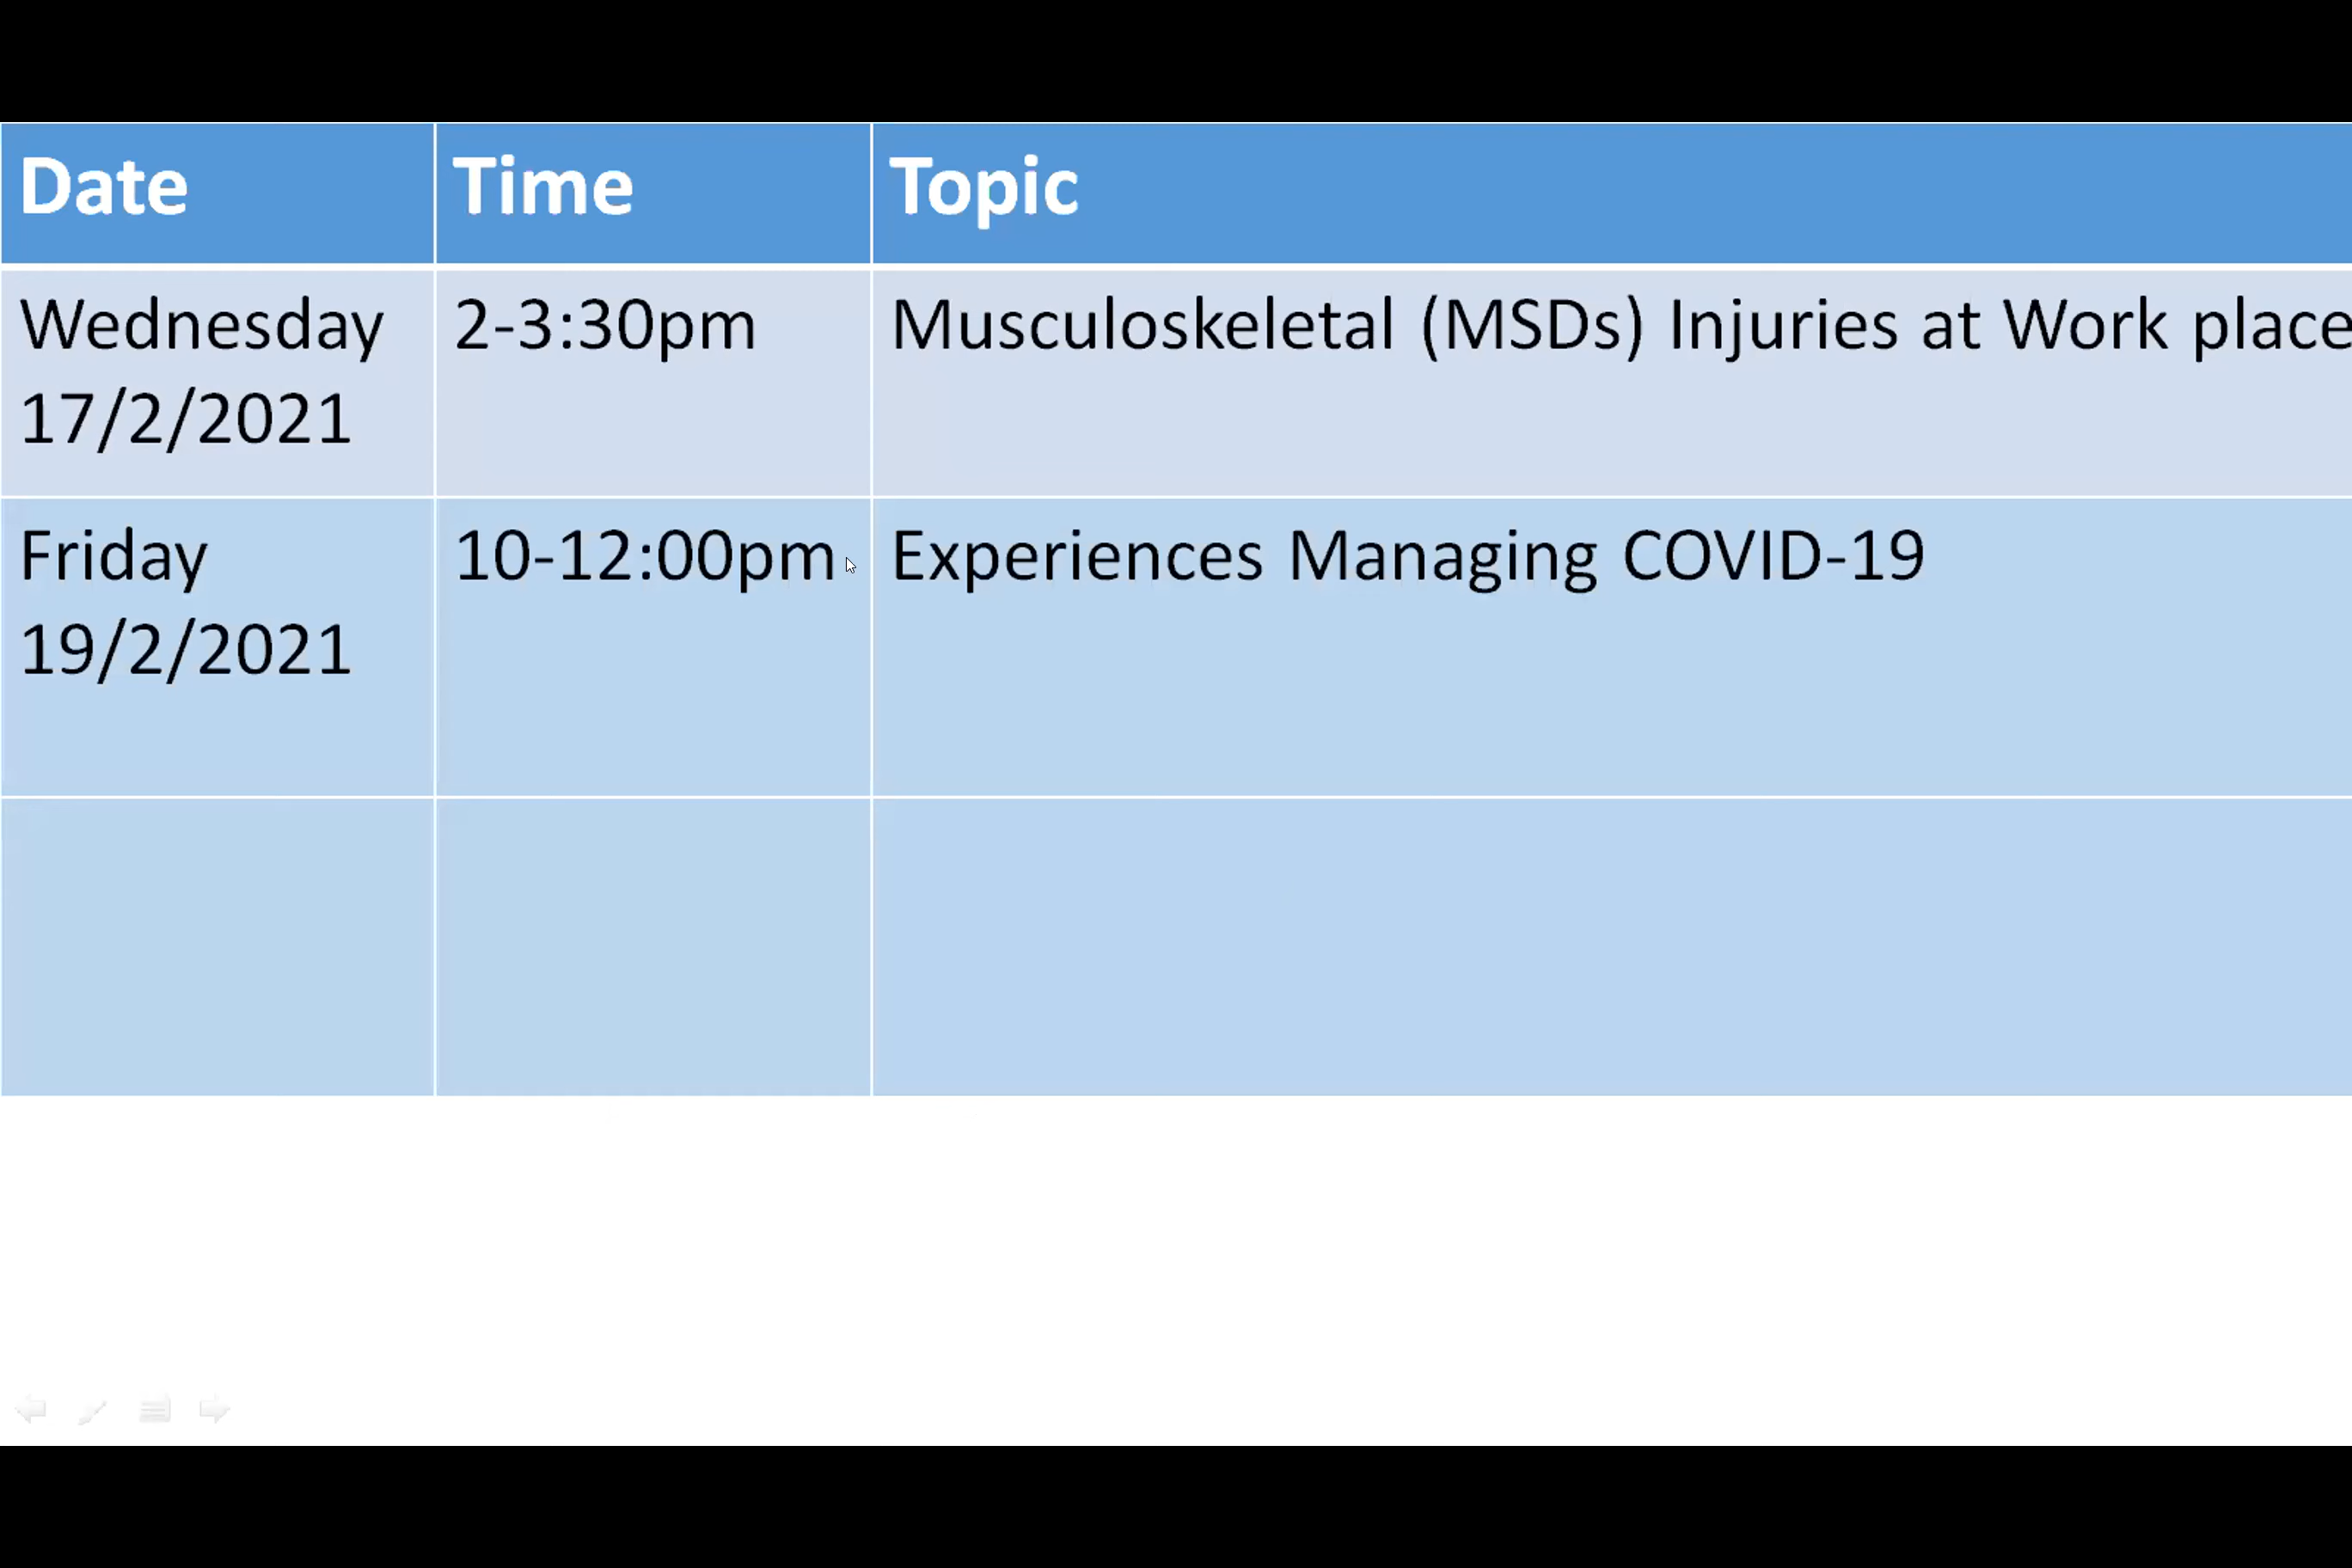 Date Time Topic
Wednesday 2-3:30pm Musculoskeletal (MSDs) Injuries at Work place
17/2/2021
Friday 10-12:00pm Experiences Managing COVID-19
19/2/2021